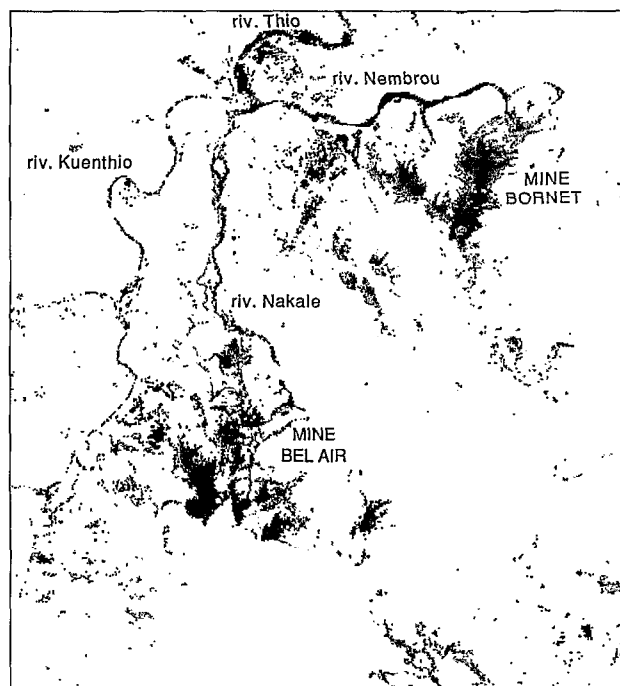 riv. Thio
riv. Nembrou
riv. Kuenthio
MINE
BORNET
riv. Nakale
MINE
BEL AIR